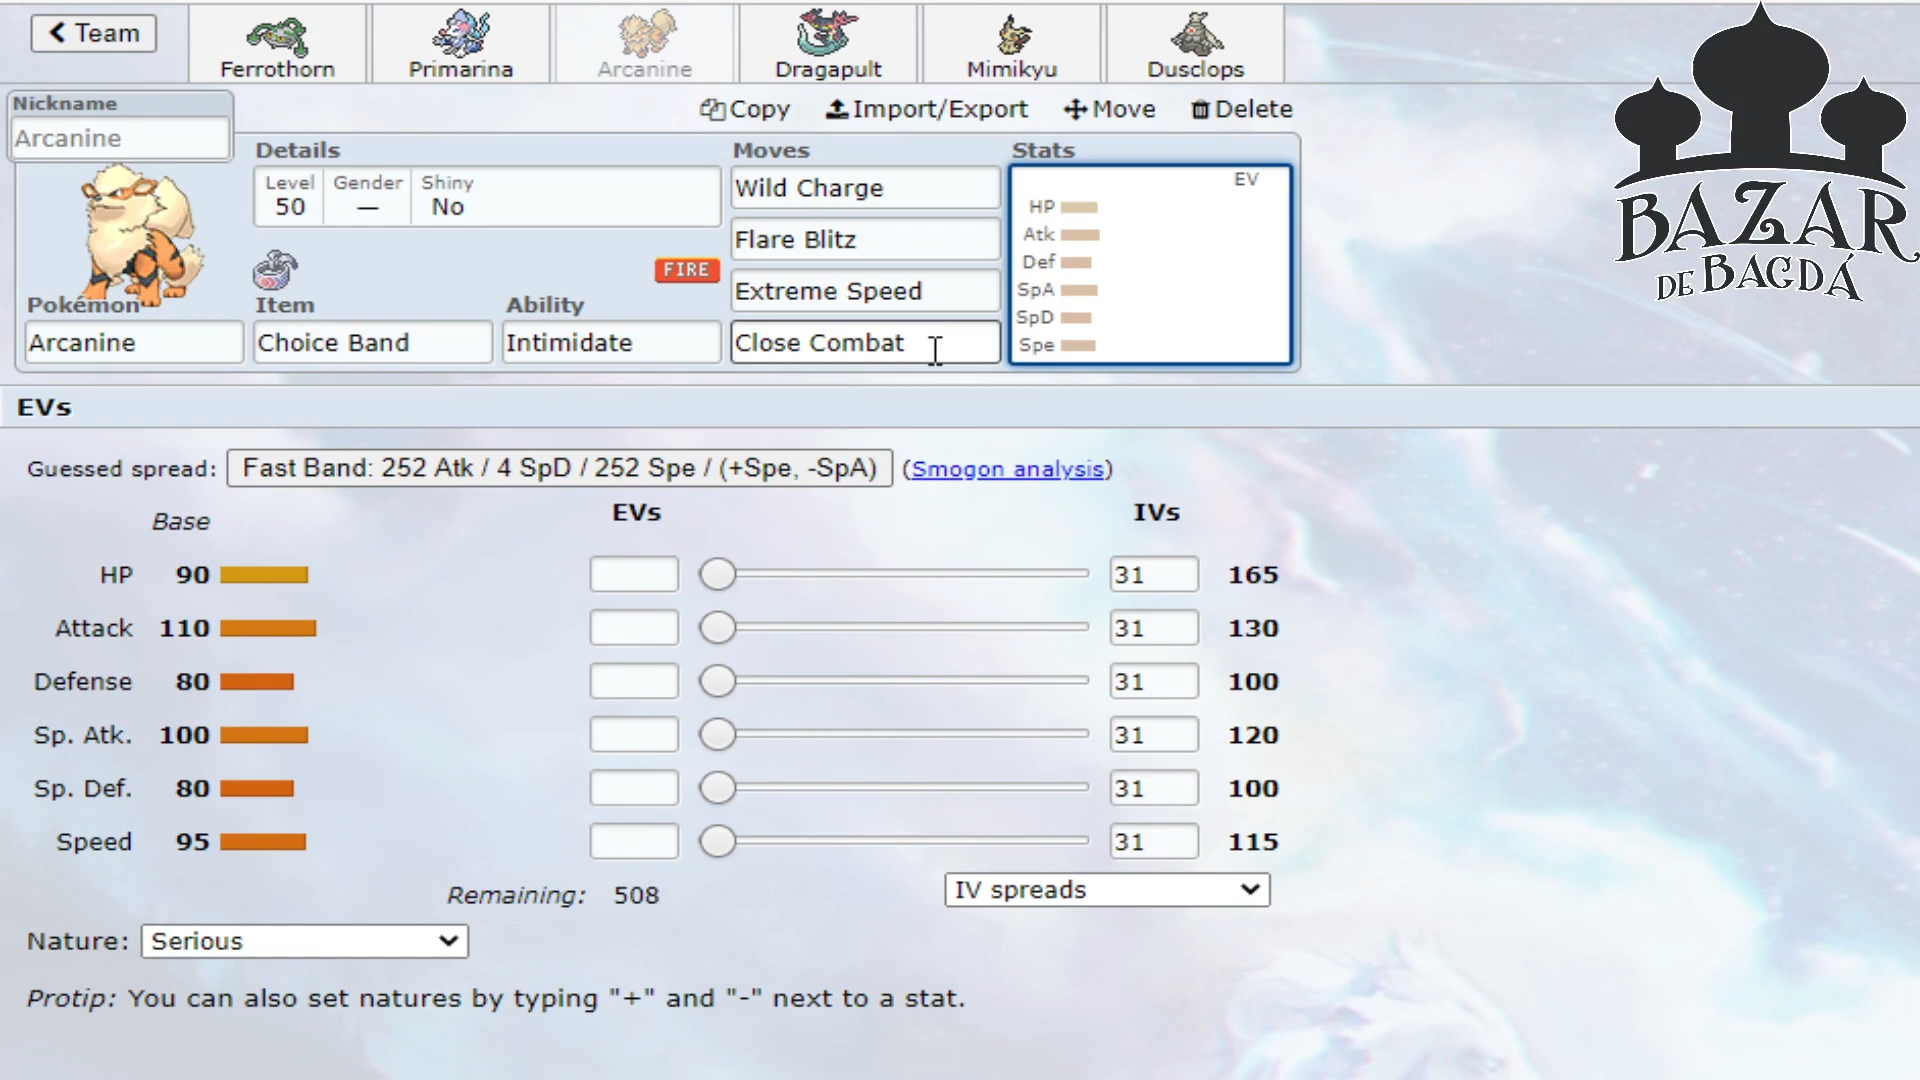 Team
Ferrothorn
Primarina
Arcanine
Dragapult
Mimikyu
Dusclops
BAZAR
DE BAGDÁ
Nickname
Arcanine
Copy
Import/Export
Move
Delete
Details
Moves
Stats
Level
50
Gender
—
Shiny
No
Wild Charge
Flare Blitz
Extreme Speed
Close Combat
EV
HP
Atk
Def
SpA
SpD
Spe
FIRE
Pokémon
Item
Ability
Arcanine
Choice Band
Intimidate
EVs
Guessed spread: Fast Band: 252 Atk / 4 SpD / 252 Spe / (+Spe, -SpA) (Smogon analysis)
Base EVs IVs
HP 90 31 165
Attack 110 31 130
Defense 80 31 100
Sp. Atk. 100 31 120
Sp. Def. 80 31 100
Speed 95 31 115
Remaining: 508 IV spreads
Nature: Serious
Protip: You can also set natures by typing "+" and "-" next to a stat.